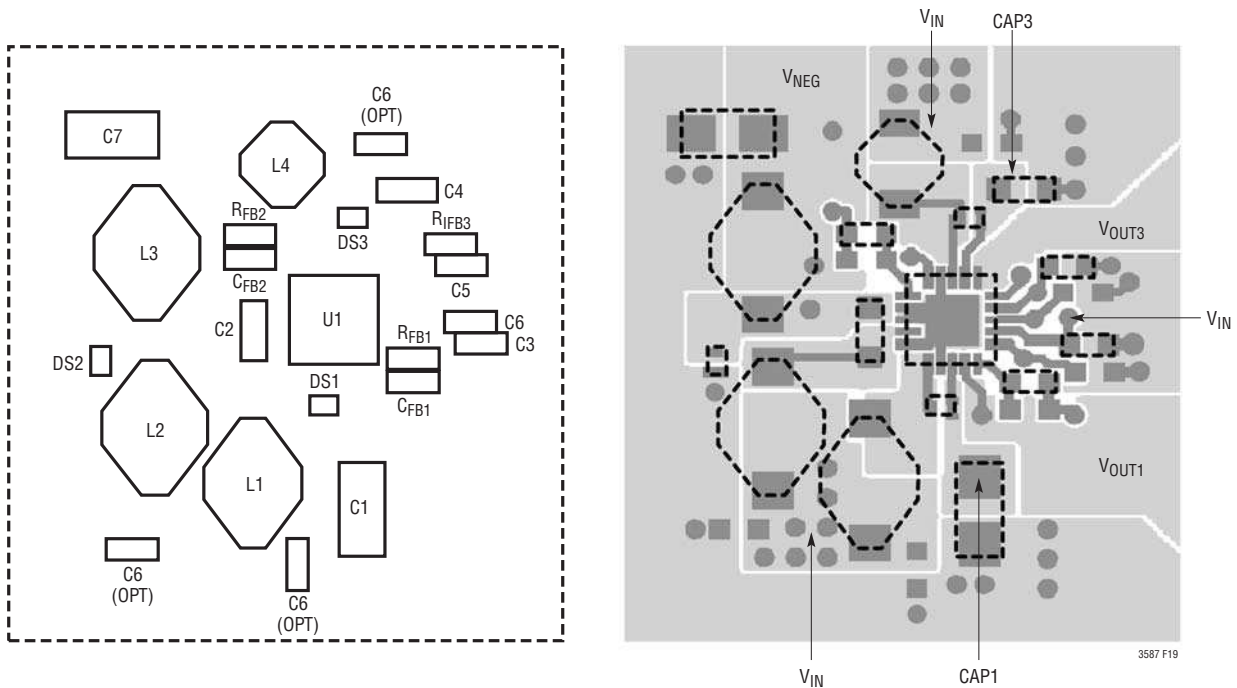 C6
(OPT)
C7
L4
C4
RFB2
RIFB3
DS3
L3
CFB2
C5
C2
U1
C6
RFB1
C3
DS2
DS1
CFB1
L2
L1
C1
C6
(OPT)
C6
(OPT)
VIN
CAP3
VNEG
VOUT3
VIN
VOUT1
3587 F19
VIN
CAP1